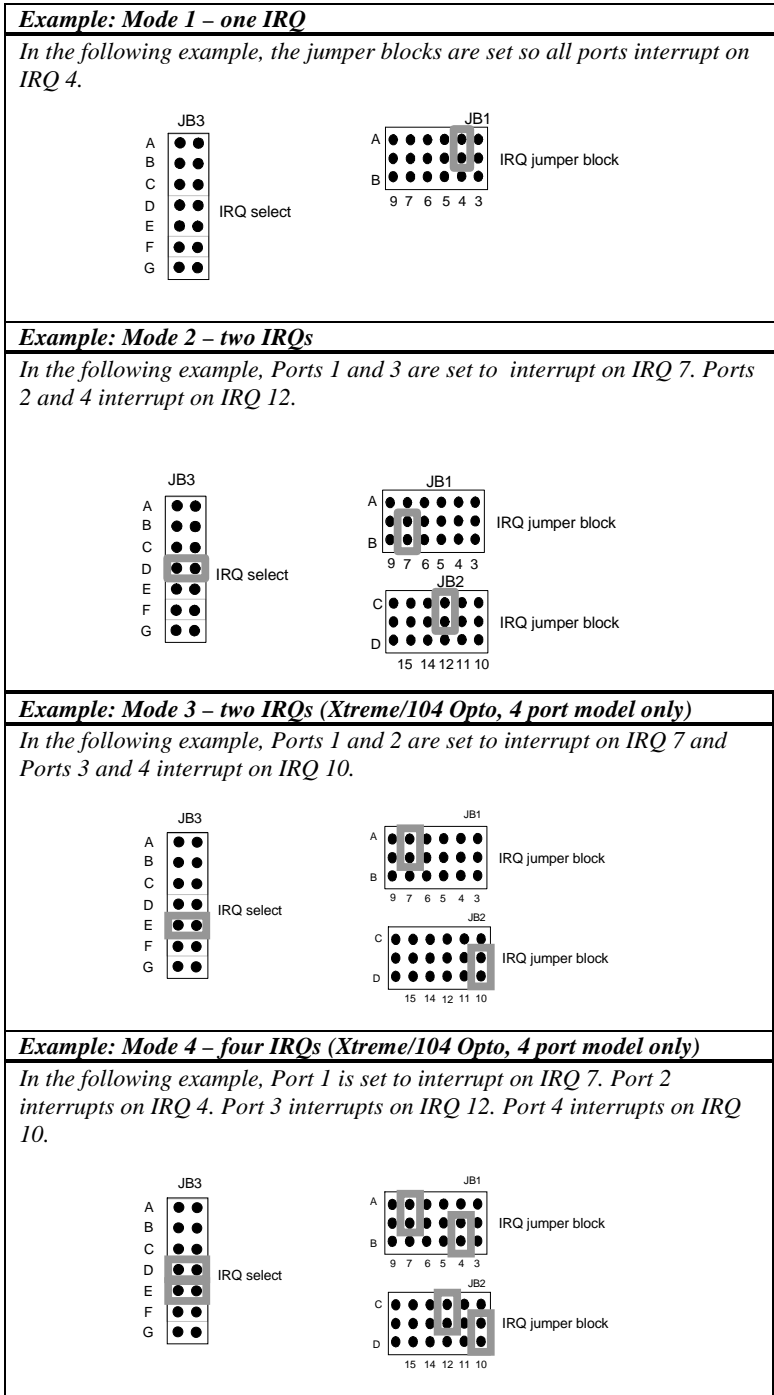 Example: Mode 1 – one IRQ
In the following example, the jumper blocks are set so all ports interrupt on
IRQ 4.
JB3
A
B
C
D
E
F
G
IRQ select
JB1
A
B
IRQ jumper block
9 7 6 5 4 3
Example: Mode 2 – two IRQs
In the following example, Ports 1 and 3 are set to interrupt on IRQ 7. Ports
2 and 4 interrupt on IRQ 12.
JB3
A
B
C
D
E
F
G
IRQ select
JB1
A
B
IRQ jumper block
9 7 6 5 4 3
JB2
C
D
IRQ jumper block
15 14 12 11 10
Example: Mode 3 – two IRQs (Xtreme/104 Opto, 4 port model only)
In the following example, Ports 1 and 2 are set to interrupt on IRQ 7 and
Ports 3 and 4 interrupt on IRQ 10.
JB3
A
B
C
D
E
F
G
IRQ select
JB1
A
B
IRQ jumper block
9 7 6 5 4 3
JB2
C
D
IRQ jumper block
15 14 12 11 10
Example: Mode 4 – four IRQs (Xtreme/104 Opto, 4 port model only)
In the following example, Port 1 is set to interrupt on IRQ 7. Port 2
interrupts on IRQ 4. Port 3 interrupts on IRQ 12. Port 4 interrupts on IRQ
10.
JB3
A
B
C
D
E
F
G
IRQ select
JB1
A
B
IRQ jumper block
9 7 6 5 4 3
JB2
C
D
IRQ jumper block
15 14 12 11 10